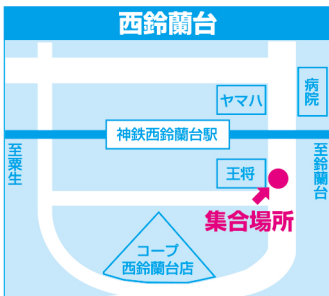 西鈴蘭台
ヤマハ
病院
神鉄西鈴蘭台駅
至粟生
至鈴蘭台
王将
集合場所
コープ
西鈴蘭台店